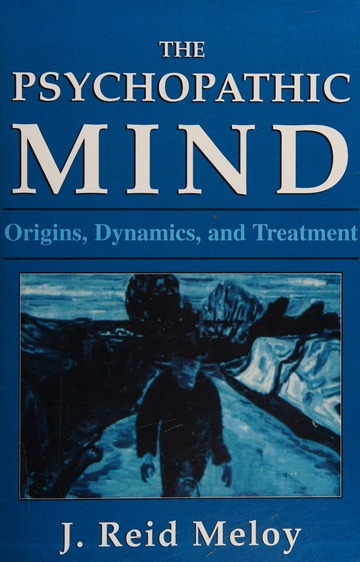 THE
PSYCHOPATHIC
MIND
Origins, Dynamics, and Treatment
J. Reid Meloy